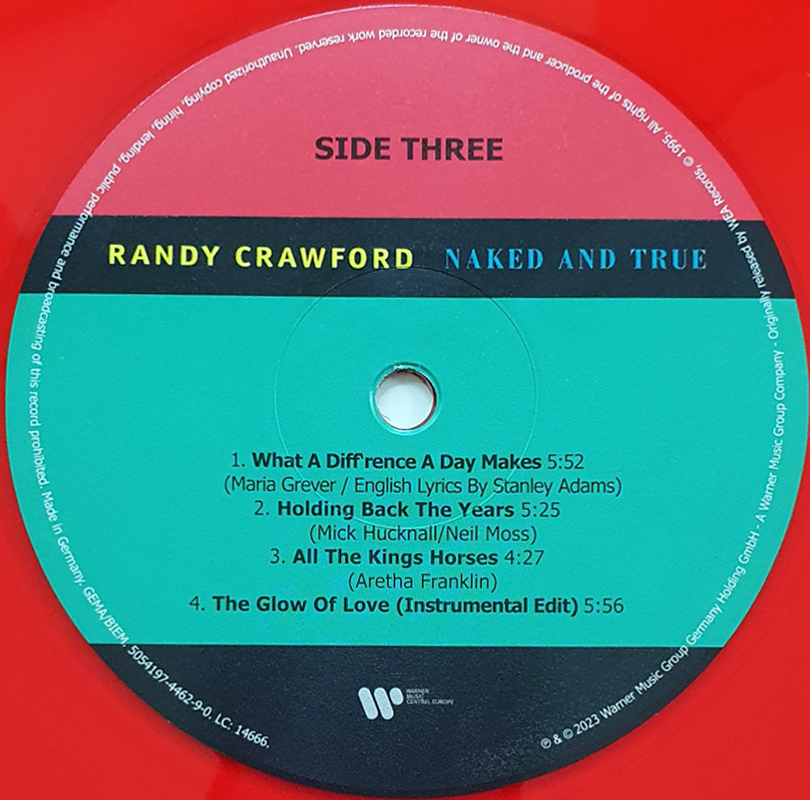 SIDE THREE
RANDY CRAWFORD NAKED AND TRUE
1. What A Diff'rence A Day Makes 5:52
(Maria Grever / English Lyrics By Stanley Adams)
2. Holding Back The Years 5:25
(Mick Hucknall/Neil Moss)
3. All The Kings Horses 4:27
(Aretha Franklin)
4. The Glow Of Love (Instrumental Edit) 5:56
WARNER
MUSIC
CENTRAL EUROPE
℗ & © 2023 Warner Music Group Germany Holding GmbH - A Warner Music Group Company - Originally released by WEA Records, © 1995. All rights of the producer and the owner of the recorded work reserved. Unauthorized copying, hiring, lending, public performance and broadcasting of this record prohibited. Made in Germany. GEMA/BIEM. 5054197-4462-9-0. LC: 14666.